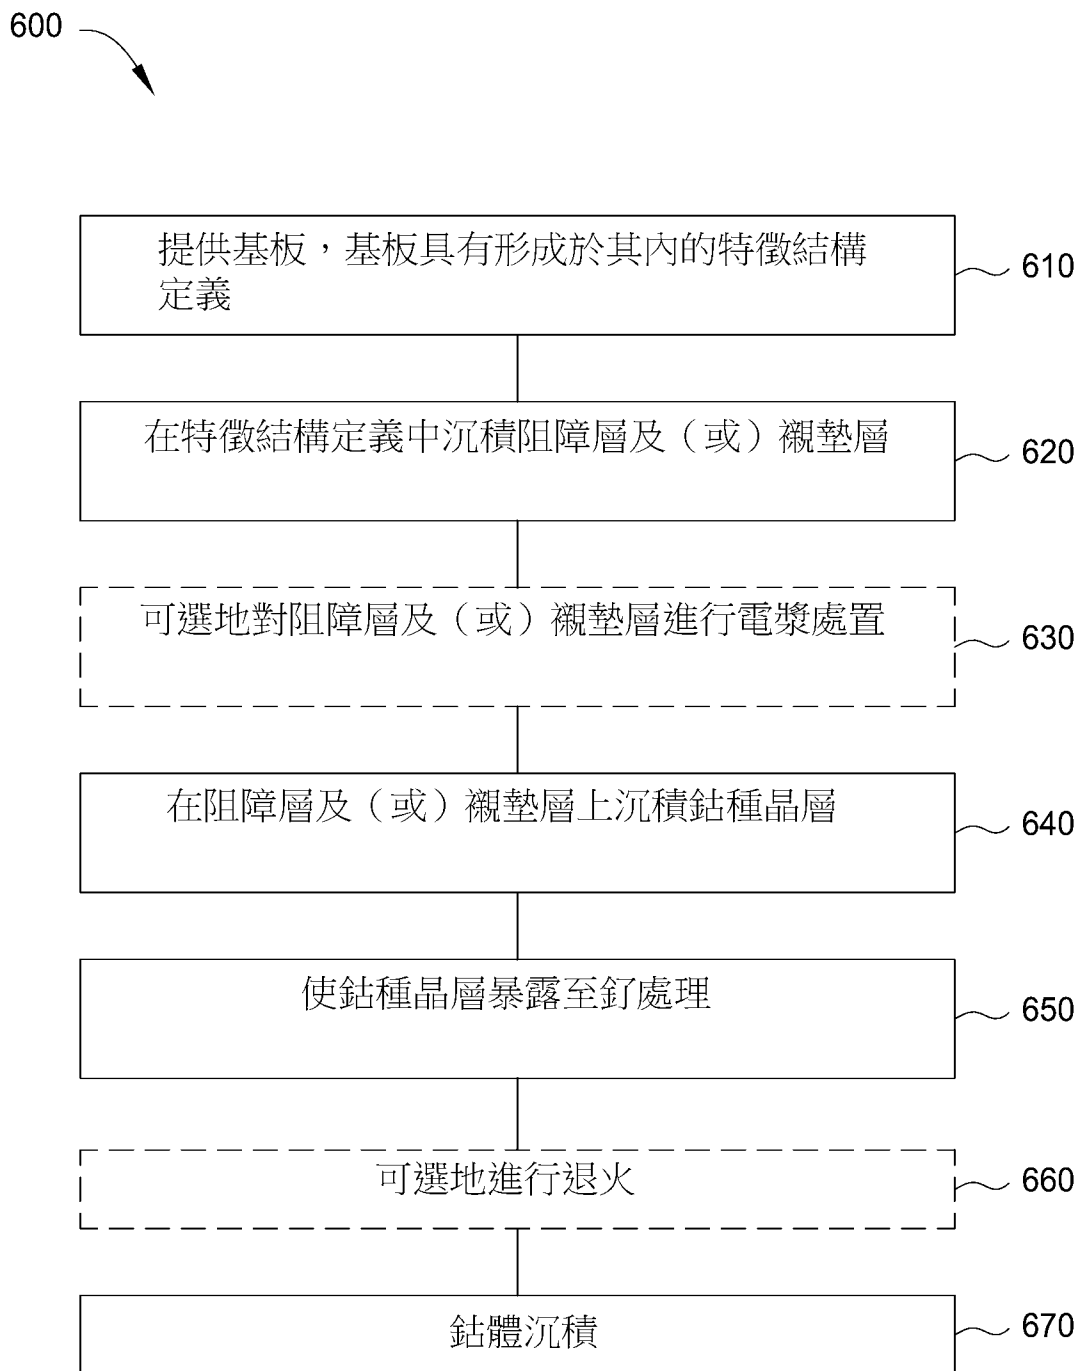 600
提供基板，基板具有形成於其內的特徵結構
定義
610
在特徵結構定義中沉積阻障層及（或）襯墊層
620
可選地對阻障層及（或）襯墊層進行電漿處置
630
在阻障層及（或）襯墊層上沉積鈷種晶層
640
使鈷種晶層暴露至釕處理
650
可選地進行退火
660
鈷體沉積
670